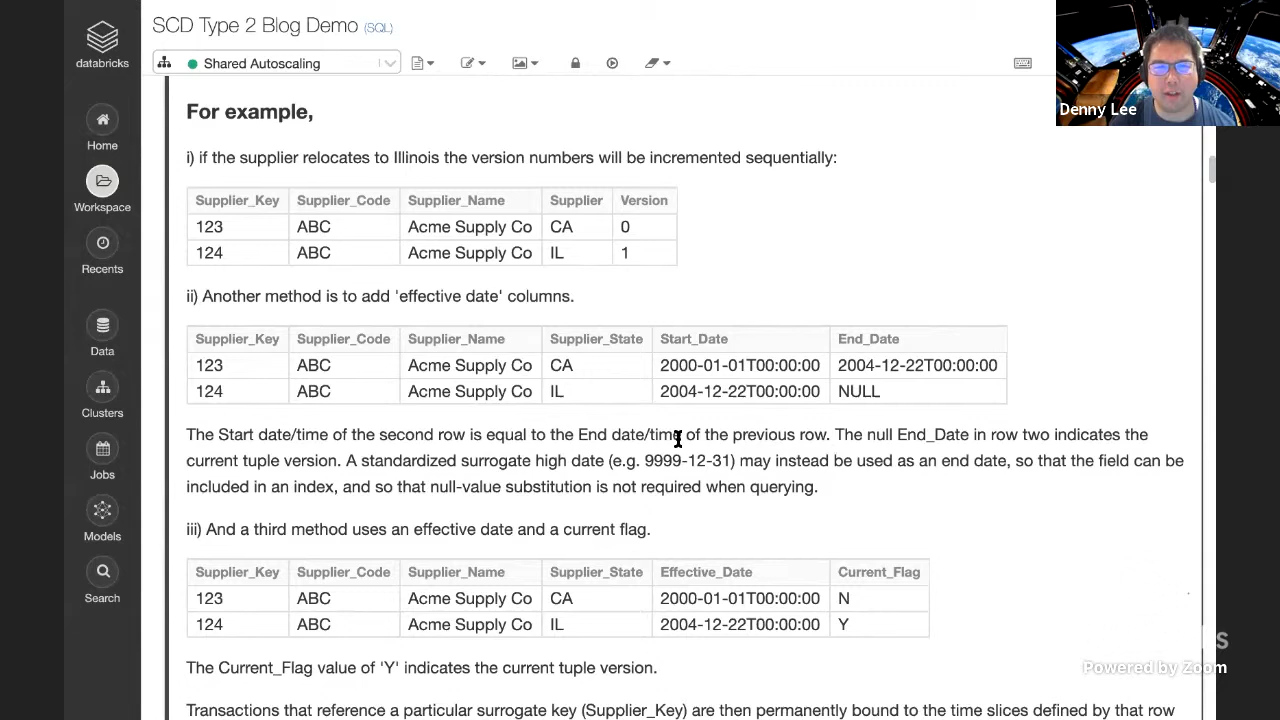 SCD Type 2 Blog Demo (SQL)
databricks
Shared Autoscaling
Denny Lee
Home
Workspace
Recents
Data
Clusters
Jobs
Models
Search
For example,
i) if the supplier relocates to Illinois the version numbers will be incremented sequentially:
Supplier_Key Supplier_Code Supplier_Name Supplier Version
123 ABC Acme Supply Co CA 0
124 ABC Acme Supply Co IL 1
ii) Another method is to add 'effective date' columns.
Supplier_Key Supplier_Code Supplier_Name Supplier_State Start_Date End_Date
123 ABC Acme Supply Co CA 2000-01-01T00:00:00 2004-12-22T00:00:00
124 ABC Acme Supply Co IL 2004-12-22T00:00:00 NULL
The Start date/time of the second row is equal to the End date/time of the previous row. The null End_Date in row two indicates the
current tuple version. A standardized surrogate high date (e.g. 9999-12-31) may instead be used as an end date, so that the field can be
included in an index, and so that null-value substitution is not required when querying.
iii) And a third method uses an effective date and a current flag.
Supplier_Key Supplier_Code Supplier_Name Supplier_State Effective_Date Current_Flag
123 ABC Acme Supply Co CA 2000-01-01T00:00:00 N
124 ABC Acme Supply Co IL 2004-12-22T00:00:00 Y
The Current_Flag value of 'Y' indicates the current tuple version.
Transactions that reference a particular surrogate key (Supplier_Key) are then permanently bound to the time slices defined by that row
Powered by Zoom